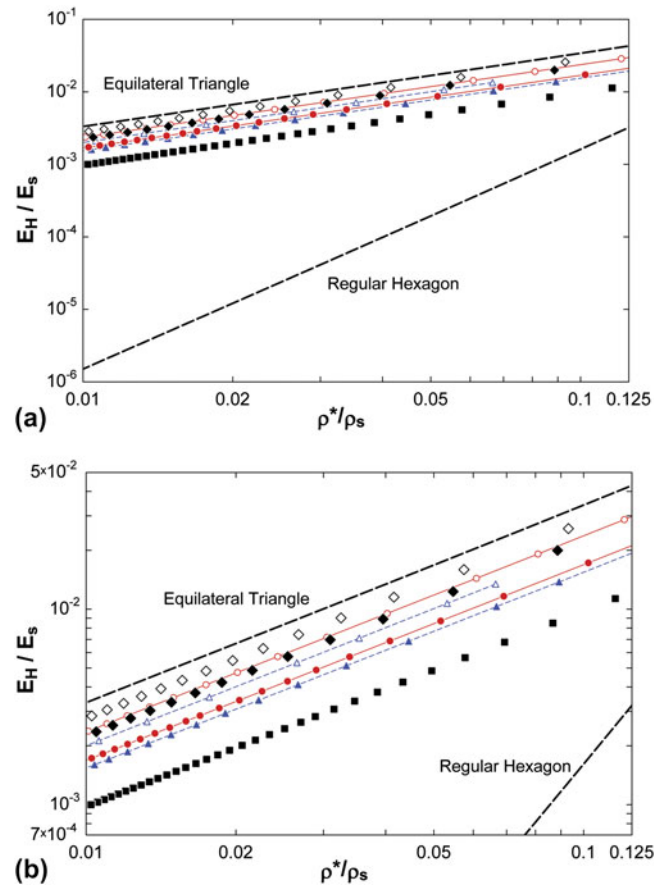 10⁻¹
Equilateral Triangle
10⁻²
10⁻³
E_H / E_s
10⁻⁴
Regular Hexagon
10⁻⁵
10⁻⁶
0.01 0.02 0.05 0.1 0.125
(a)
ρ*/ρ_s
5×10⁻²
Equilateral Triangle
10⁻²
E_H / E_s
Regular Hexagon
10⁻³
7×10⁻⁴
0.01 0.02 0.05 0.1 0.125
(b)
ρ*/ρ_s